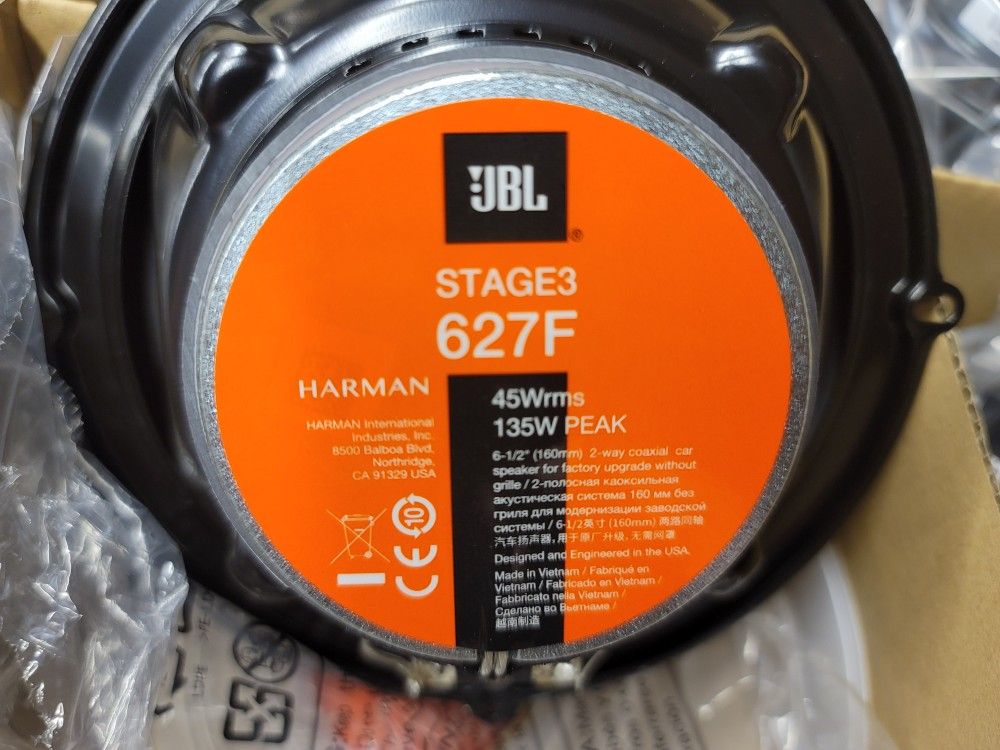 JBL
®
STAGE3
627F
HARMAN
HARMAN International
Industries, Inc.
8500 Balboa Blvd,
Northridge,
CA 91329 USA
10
CE
45Wrms
135W PEAK
6-1/2" (160mm) 2-way coaxial car
speaker for factory upgrade without
grille / 2-полосная каоксильная
акустическая система 160 мм без
гриля для модернизации заводской
системы / 6-1/2英寸 (160mm) 两路同轴
汽车扬声器,用于原厂升级,无需网罩
Designed and Engineered in the USA.
Made in Vietnam / Fabriqué en
Vietnam / Fabricado en Vietnam /
Fabbricato nella Vietnam /
Сделано во Вьетнаме /
越南制造